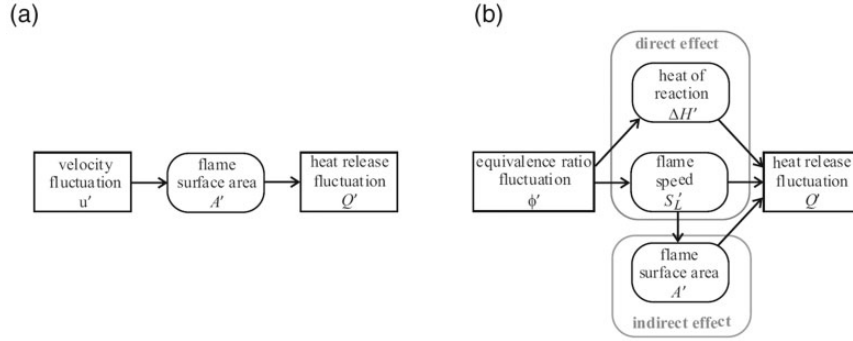 (a)
velocity
fluctuation
u'
flame
surface area
A'
heat release
fluctuation
Q'
(b)
direct effect
heat of
reaction
ΔH'
equivalence ratio
fluctuation
ϕ'
flame
speed
S'L
heat release
fluctuation
Q'
flame
surface area
A'
indirect effect